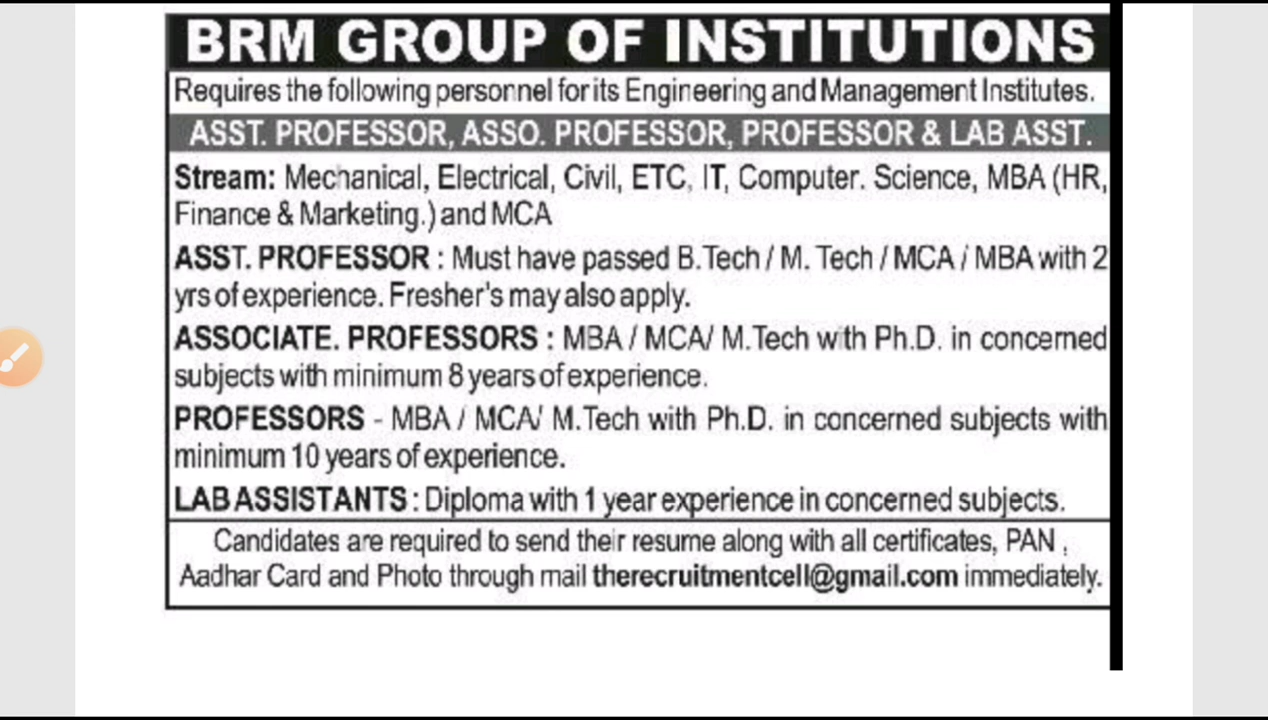 BRM GROUP OF INSTITUTIONS
Requires the following personnel for its Engineering and Management Institutes.
ASST. PROFESSOR, ASSO. PROFESSOR, PROFESSOR & LAB ASST.
Stream: Mechanical, Electrical, Civil, ETC, IT, Computer. Science, MBA (HR,
Finance & Marketing.) and MCA
ASST. PROFESSOR : Must have passed B.Tech / M. Tech / MCA / MBA with 2
yrs of experience. Fresher's may also apply.
ASSOCIATE. PROFESSORS : MBA / MCA/ M.Tech with Ph.D. in concerned
subjects with minimum 8 years of experience.
PROFESSORS - MBA / MCA/ M.Tech with Ph.D. in concerned subjects with
minimum 10 years of experience.
LAB ASSISTANTS : Diploma with 1 year experience in concerned subjects.
Candidates are required to send their resume along with all certificates, PAN ,
Aadhar Card and Photo through mail therecruitmentcell@gmail.com immediately.